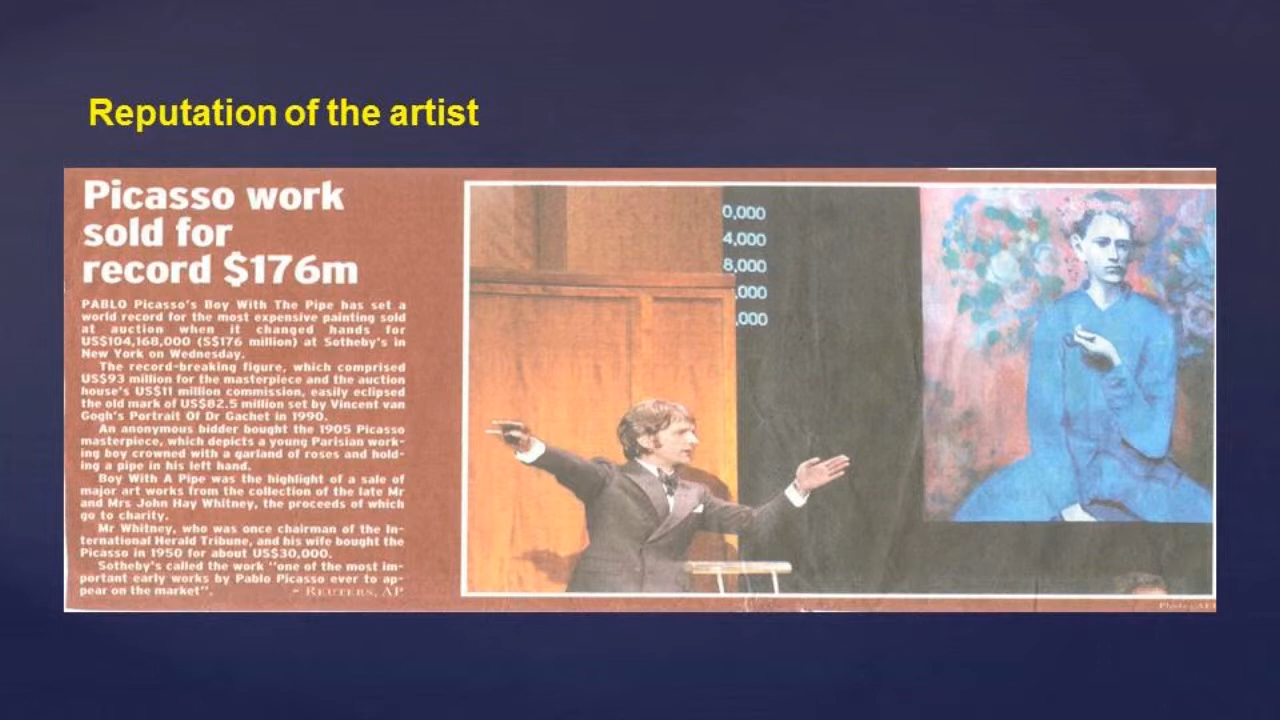 Reputation of the artist
Picasso work
sold for
record $176m
PABLO Picasso's Boy With The Pipe has set a
world record for the most expensive painting sold
at auction when it changed hands for
US$104,168,000 (S$176 million) at Sotheby's in
New York on Wednesday.
The record-breaking figure, which comprised
US$93 million for the masterpiece and the auction
house's US$11 million commission, easily eclipsed
the old mark of US$82.5 million set by Vincent van
Gogh's Portrait Of Dr Gachet in 1990.
An anonymous bidder bought the 1905 Picasso
masterpiece, which depicts a young Parisian work-
ing boy crowned with a garland of roses and hold-
ing a pipe in his left hand.
Boy With A Pipe was the highlight of a sale of
major art works from the collection of the late Mr
and Mrs John Hay Whitney, the proceeds of which
go to charity.
Mr Whitney, who was once chairman of the In-
ternational Herald Tribune, and his wife bought the
Picasso in 1950 for about US$30,000.
Sotheby's called the work "one of the most im-
portant early works by Pablo Picasso ever to ap-
pear on the market". – REUTERS, AP
0,000
4,000
8,000
,000
,000